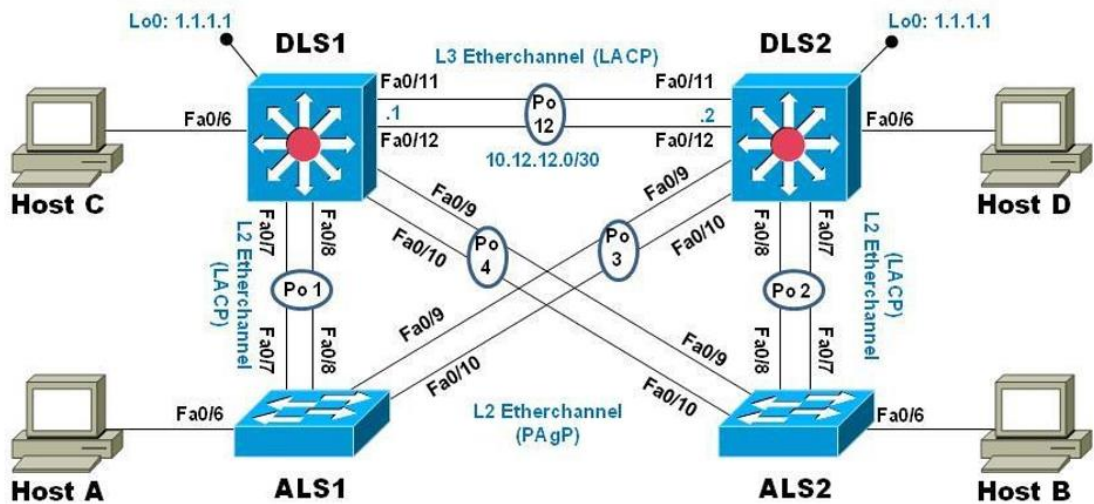 Lo0: 1.1.1.1
Lo0: 1.1.1.1
DLS1
DLS2
L3 Etherchannel (LACP)
Fa0/11
Fa0/11
Fa0/6
.1
Po
12
.2
Fa0/6
Fa0/12
Fa0/12
10.12.12.0/30
Host C
Host D
Fa0/9
Fa0/9
Fa0/7
Fa0/8
Fa0/10
Po
4
Po
3
Fa0/10
Fa0/8
Fa0/7
L2 Etherchannel
(LACP)
Po 1
Po 2
L2 Etherchannel
(LACP)
Fa0/7
Fa0/8
Fa0/9
Fa0/10
Fa0/9
Fa0/10
Fa0/8
Fa0/7
Fa0/6
L2 Etherchannel
(PAgP)
Fa0/6
Host A
ALS1
ALS2
Host B